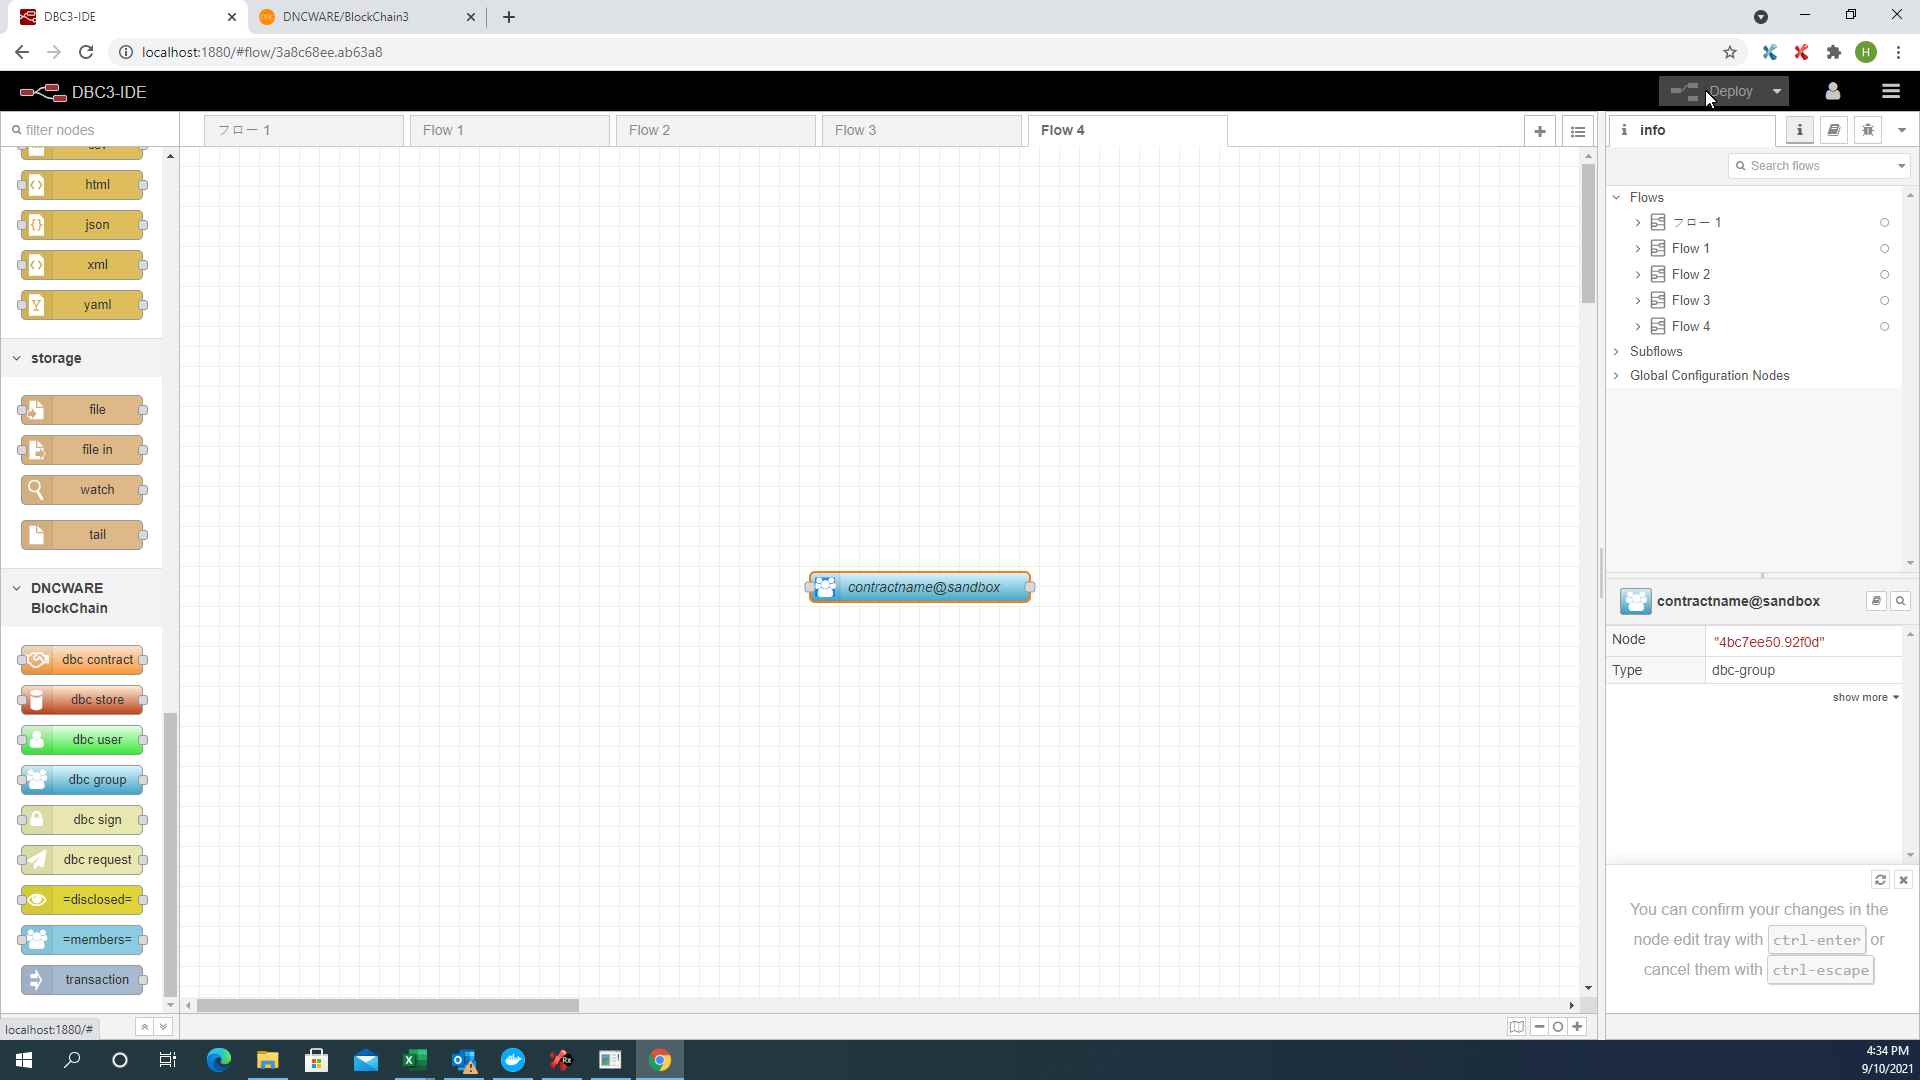 DBC3-IDE
DNCWARE/BlockChain3
localhost:1880/#flow/3a8c68ee.ab63a8
H
DBC3-IDE
Deploy
filter nodes
フロー 1
Flow 1
Flow 2
Flow 3
Flow 4
info
Search flows
html
json
xml
yaml
storage
file
file in
watch
tail
DNCWARE
BlockChain
dbc contract
dbc store
dbc user
dbc group
dbc sign
dbc request
=disclosed=
=members=
transaction
contractname@sandbox
Flows
フロー 1
Flow 1
Flow 2
Flow 3
Flow 4
Subflows
Global Configuration Nodes
contractname@sandbox
Node "4bc7ee50.92f0d"
Type dbc-group
show more
You can confirm your changes in the
node edit tray with ctrl-enter or
cancel them with ctrl-escape
localhost:1880/#
4:34 PM
9/10/2021